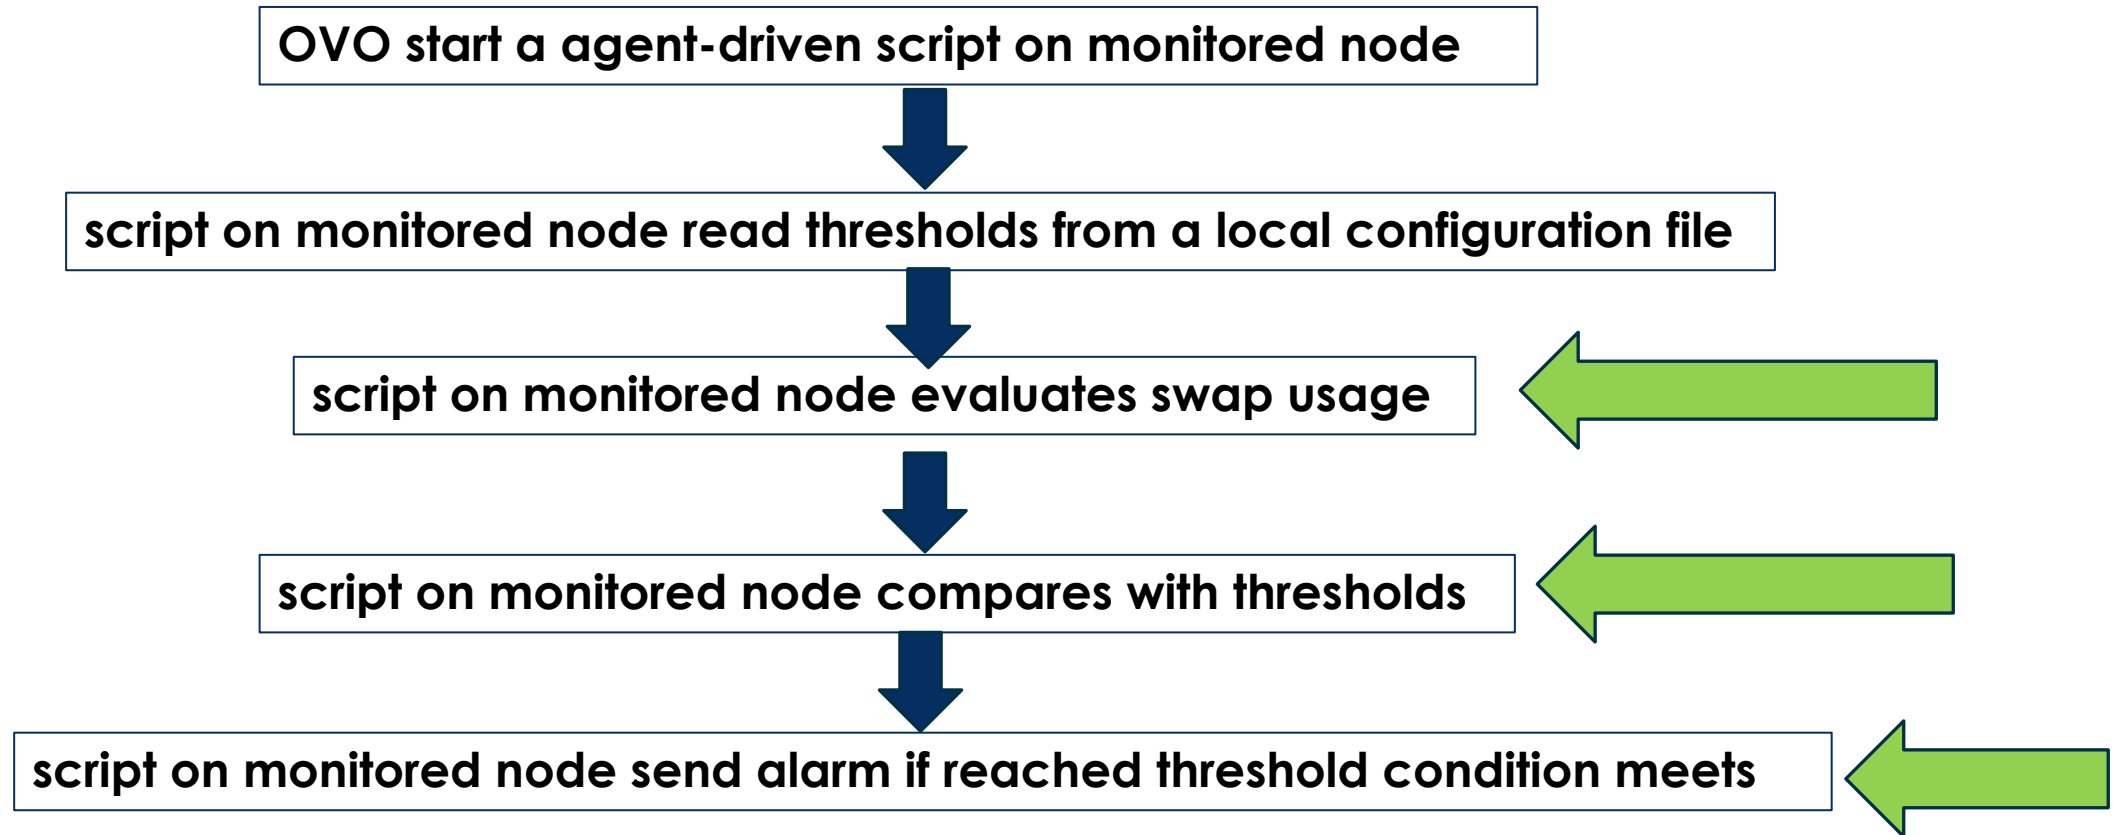 OVO start a agent-driven script on monitored node
script on monitored node read thresholds from a local configuration file
script on monitored node evaluates swap usage
script on monitored node compares with thresholds
script on monitored node send alarm if reached threshold condition meets